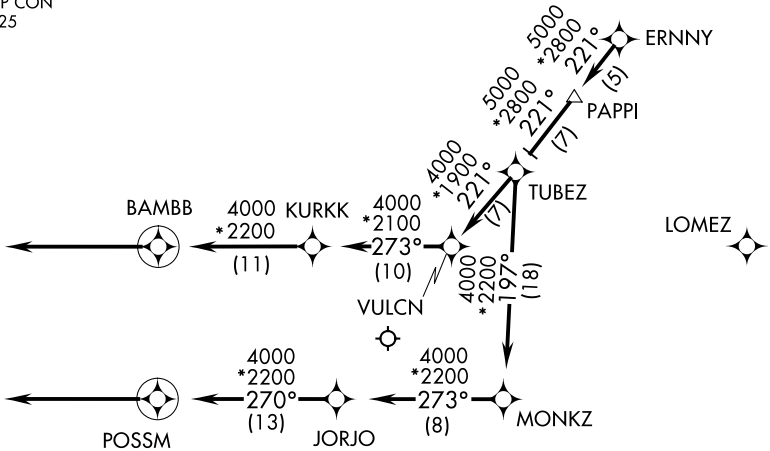 P CON
25
5000
*2800
221°
(5)
ERNNY
5000
*2800
221°
(7)
PAPPI
4000
*1900
221°
(7)
TUBEZ
LOMEZ
BAMBB
4000
*2200
(11)
KURKK
4000
*2100
273°
(10)
VULCN
4000
*2200
197°
(18)
4000
*2200
270°
(13)
4000
*2200
273°
(8)
POSSM
JORJO
MONKZ